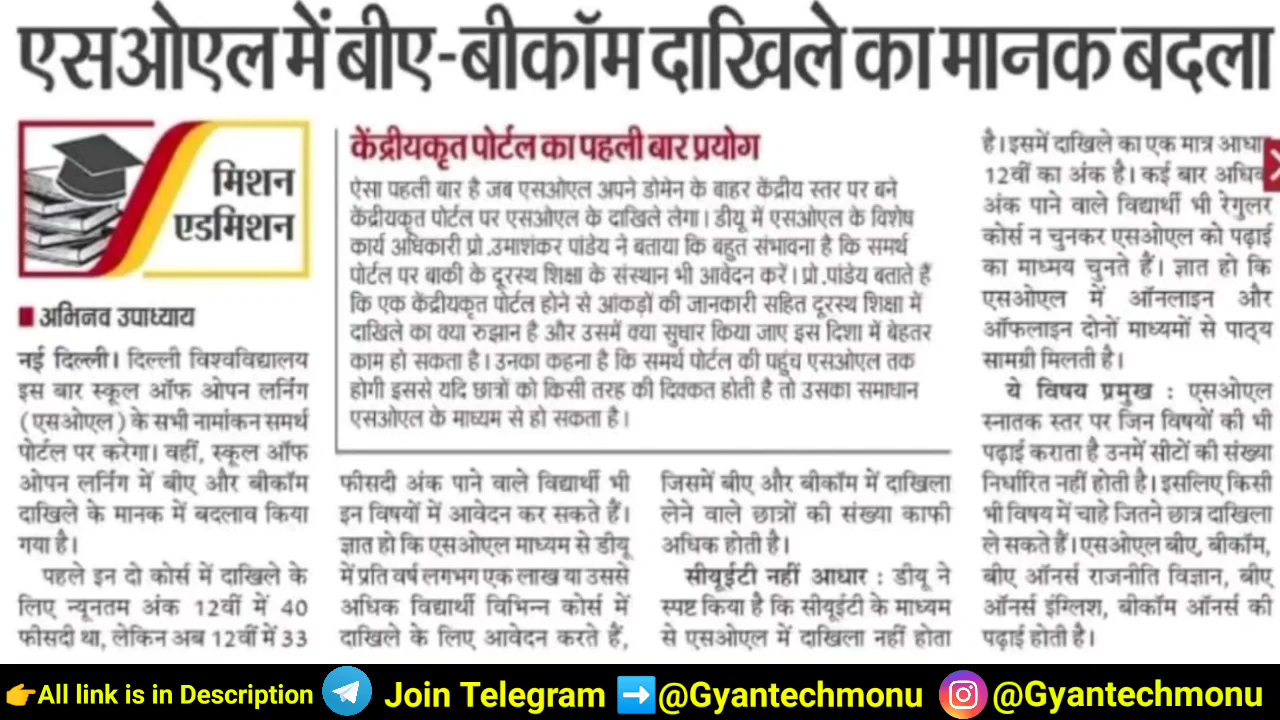 एसओएल में बीए-बीकॉम दाखिले का मानक बदला
मिशन
एडमिशन
अभिनव उपाध्याय
नई दिल्ली। दिल्ली विश्वविद्यालय
इस बार स्कूल ऑफ ओपन लर्निंग
(एसओएल) के सभी नामांकन समर्थ
पोर्टल पर करेगा। वहीं, स्कूल ऑफ
ओपन लर्निंग में बीए और बीकॉम
दाखिले के मानक में बदलाव किया
गया है।
पहले इन दो कोर्स में दाखिले के
लिए न्यूनतम अंक 12वीं में 40
फीसदी था, लेकिन अब 12वीं में 33
केंद्रीयकृत पोर्टल का पहली बार प्रयोग
ऐसा पहली बार है जब एसओएल अपने डोमेन के बाहर केंद्रीय स्तर पर बने
केंद्रीयकृत पोर्टल पर एसओएल के दाखिले लेगा। डीयू में एसओएल के विशेष
कार्य अधिकारी प्रो.उमाशंकर पांडेय ने बताया कि बहुत संभावना है कि समर्थ
पोर्टल पर बाकी के दूरस्थ शिक्षा के संस्थान भी आवेदन करें। प्रो.पांडेय बताते हैं
कि एक केंद्रीयकृत पोर्टल होने से आंकड़ों की जानकारी सहित दूरस्थ शिक्षा में
दाखिले का क्या रुझान है और उसमें क्या सुधार किया जाए इस दिशा में बेहतर
काम हो सकता है। उनका कहना है कि समर्थ पोर्टल की पहुंच एसओएल तक
होगी इससे यदि छात्रों को किसी तरह की दिक्कत होती है तो उसका समाधान
एसओएल के माध्यम से हो सकता है।
फीसदी अंक पाने वाले विद्यार्थी भी
इन विषयों में आवेदन कर सकते हैं।
ज्ञात हो कि एसओएल माध्यम से डीयू
में प्रति वर्ष लगभग एक लाख या उससे
अधिक विद्यार्थी विभिन्न कोर्स में
दाखिले के लिए आवेदन करते हैं,
जिसमें बीए और बीकॉम में दाखिला
लेने वाले छात्रों की संख्या काफी
अधिक होती है।
सीयूईटी नहीं आधार : डीयू ने
स्पष्ट किया है कि सीयूईटी के माध्यम
से एसओएल में दाखिला नहीं होता
है। इसमें दाखिले का एक मात्र
12वीं का अंक है। कई बार
अंक पाने वाले विद्यार्थी भी रेगुलर
कोर्स न चुनकर एसओएल को पढ़ाई
का माध्मय चुनते हैं। ज्ञात हो कि
एसओएल में ऑनलाइन और
ऑफलाइन दोनों माध्यमों से पाठ्य
सामग्री मिलती है।
ये विषय प्रमुख : एसओएल
स्नातक स्तर पर जिन विषयों की भी
पढ़ाई कराता है उनमें सीटों की संख्या
निर्धारित नहीं होती है। इसलिए किसी
भी विषय में चाहे जितने छात्र दाखिला
ले सकते हैं। एसओएल बीए, बीकॉम,
बीए ऑनर्स राजनीति विज्ञान, बीए
ऑनर्स इंग्लिश, बीकॉम ऑनर्स की
पढ़ाई होती है।
All link is in Description Join Telegram @Gyantechmonu @Gyantechmonu